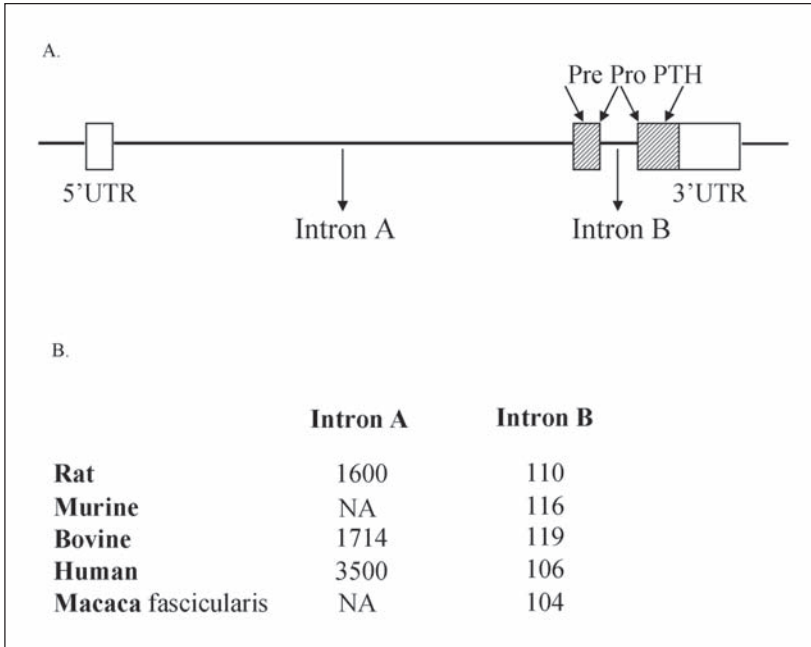 A.
Pre Pro PTH
5’UTR
3’UTR
Intron A
Intron B
B.
Intron A Intron B
Rat 1600 110
Murine NA 116
Bovine 1714 119
Human 3500 106
Macaca fascicularis NA 104